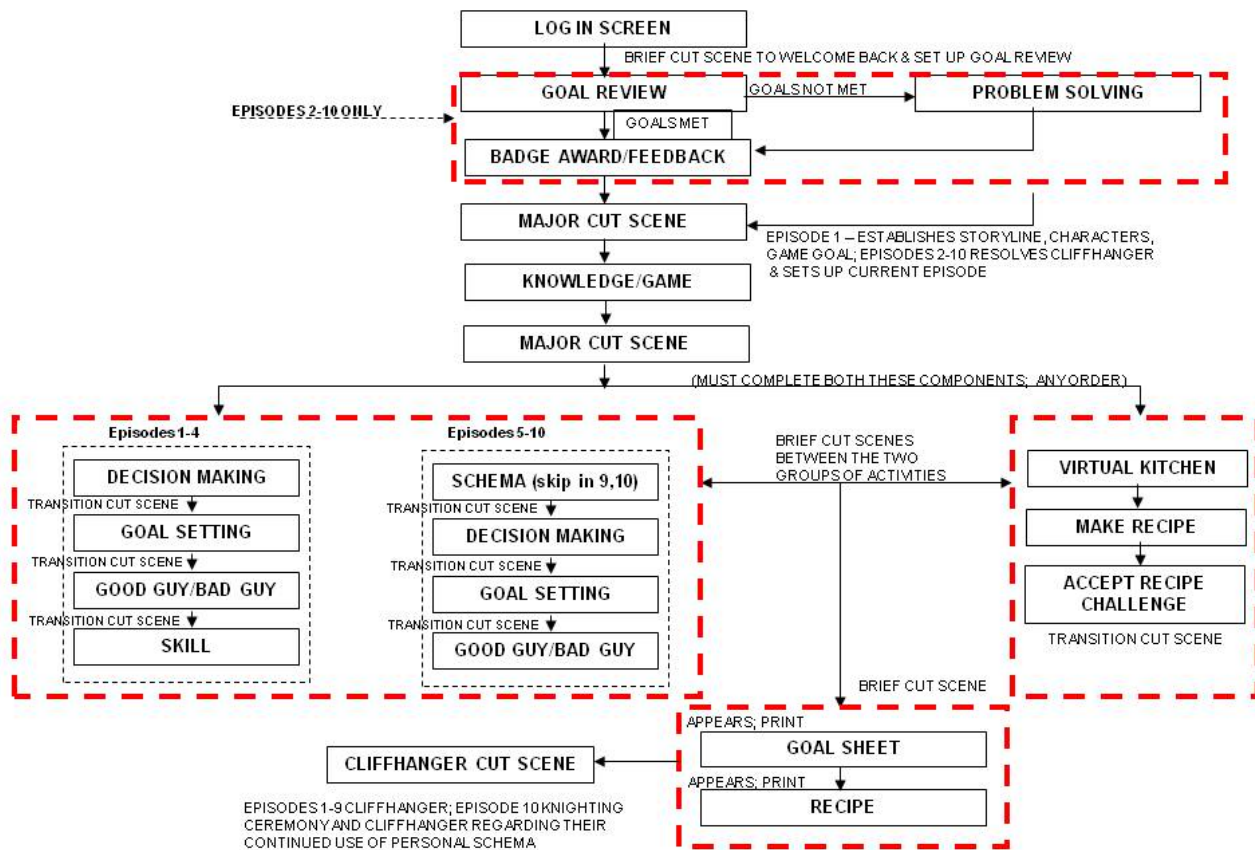 LOG IN SCREEN
BRIEF CUT SCENE TO WELCOME BACK & SET UP GOAL REVIEW
GOAL REVIEW
GOALS NOT MET
PROBLEM SOLVING
EPISODES 2-10 ONLY
GOALS MET
BADGE AWARD/FEEDBACK
MAJOR CUT SCENE
EPISODE 1 – ESTABLISHES STORYLINE, CHARACTERS,
GAME GOAL; EPISODES 2-10 RESOLVES CLIFFHANGER
& SETS UP CURRENT EPISODE
KNOWLEDGE/GAME
MAJOR CUT SCENE
(MUST COMPLETE BOTH THESE COMPONENTS; ANY ORDER)
Episodes 1-4
DECISION MAKING
TRANSITION CUT SCENE
GOAL SETTING
TRANSITION CUT SCENE
GOOD GUY/BAD GUY
TRANSITION CUT SCENE
SKILL
Episodes 5-10
SCHEMA (skip in 9,10)
TRANSITION CUT SCENE
DECISION MAKING
TRANSITION CUT SCENE
GOAL SETTING
TRANSITION CUT SCENE
GOOD GUY/BAD GUY
BRIEF CUT SCENES
BETWEEN THE TWO
GROUPS OF ACTIVITIES
VIRTUAL KITCHEN
MAKE RECIPE
ACCEPT RECIPE
CHALLENGE
TRANSITION CUT SCENE
BRIEF CUT SCENE
APPEARS; PRINT
GOAL SHEET
APPEARS; PRINT
RECIPE
CLIFFHANGER CUT SCENE
EPISODES 1-9 CLIFFHANGER; EPISODE 10 KNIGHTING
CEREMONY AND CLIFFHANGER REGARDING THEIR
CONTINUED USE OF PERSONAL SCHEMA